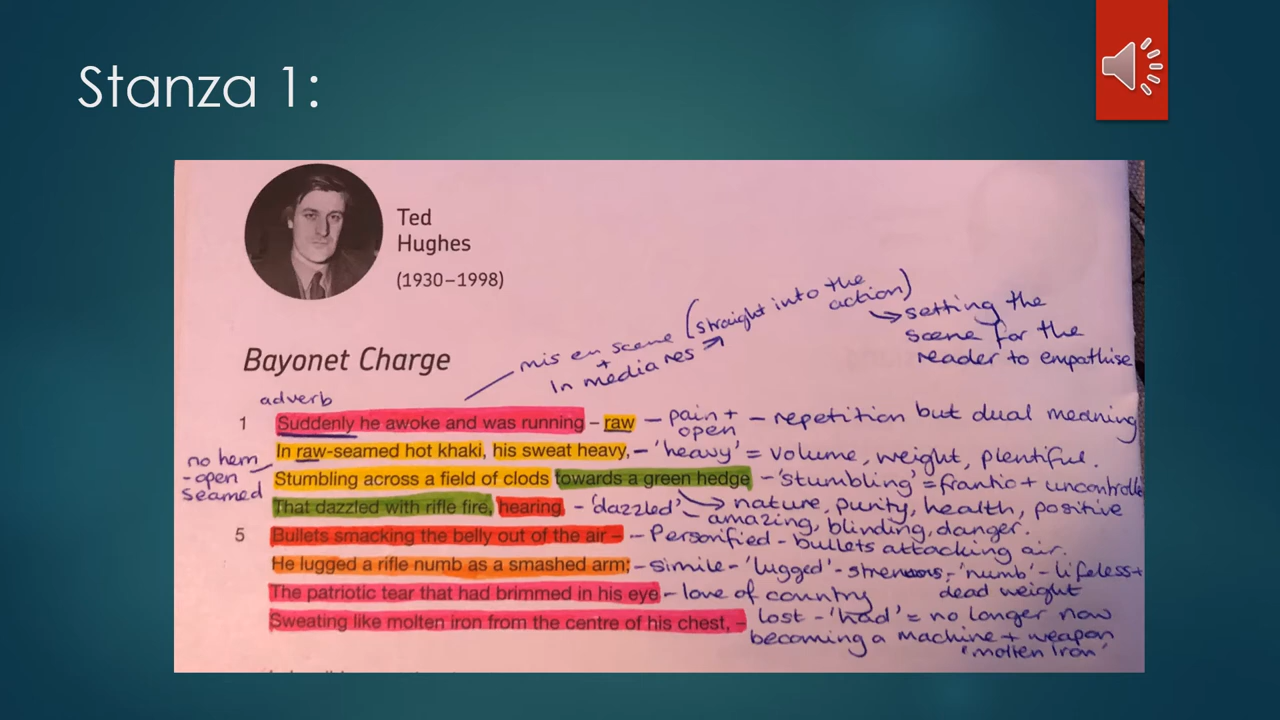 Stanza 1:
Ted
Hughes
(1930–1998)
mis en scene (straight into the
action)
+
In media res
setting the
scene for the
reader to empathise
Bayonet Charge
adverb
1 Suddenly he awoke and was running – raw – pain + – repetition but dual meaning
open
In raw-seamed hot khaki, his sweat heavy, – 'heavy' = volume, weight, plentiful.
no hem
- open
seamed
Stumbling across a field of clods towards a green hedge – 'stumbling' = frantic +
nature, purity, health, positive
That dazzled with rifle fire, hearing – 'dazzled' –
amazing, blinding, danger.
5 Bullets smacking the belly out of the air – – Personified – bullets attacking air.
He lugged a rifle numb as a smashed arm; – simile – 'lugged' – 'numb' – lifeless +
dead weight
The patriotic tear that had brimmed in his eye – love of country
lost – 'had' = no longer now
Sweating like molten iron from the centre of his chest, –
becoming a machine + weapon
'molten iron'